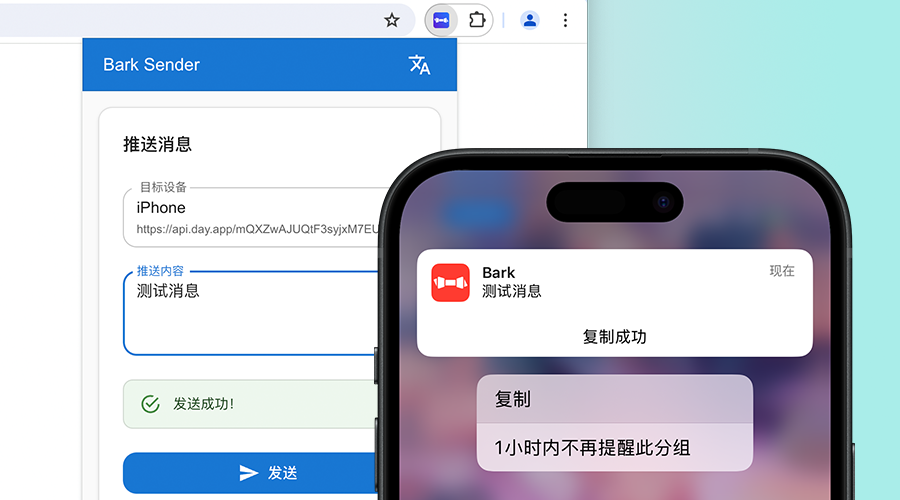 Bark Sender
推送消息
目标设备
iPhone
https://api.day.app/mQXZwAJUQtF3syjxM7EU
推送内容
测试消息
发送成功!
发送
Bark
现在
测试消息
复制成功
复制
1小时内不再提醒此分组